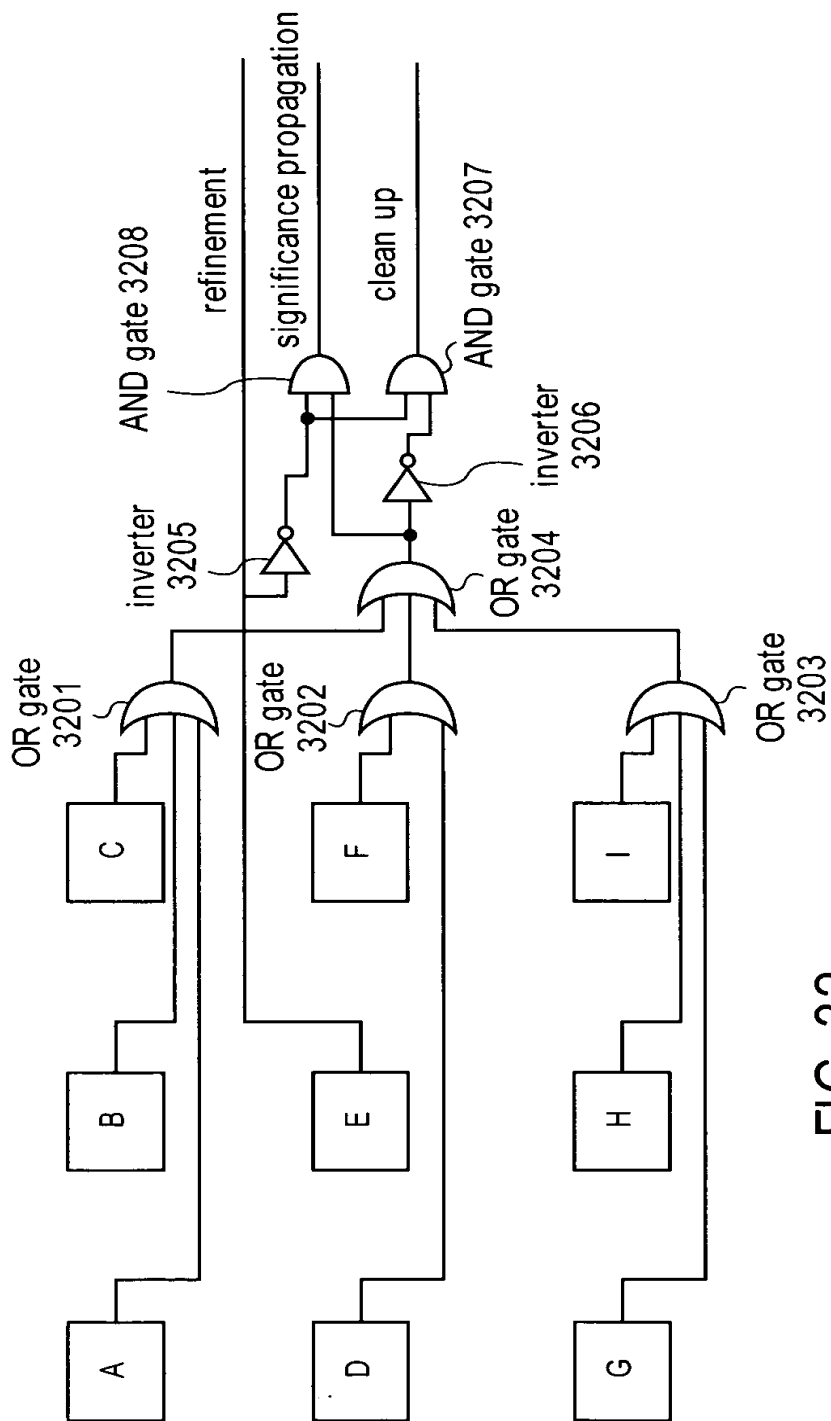 refinement
AND gate 3208
significance propagation
clean up
AND gate 3207
inverter
3205
inverter
3206
OR gate
3204
OR gate
3201
OR gate
3202
OR gate
3203
C
F
I
B
E
H
A
D
G
FIG.